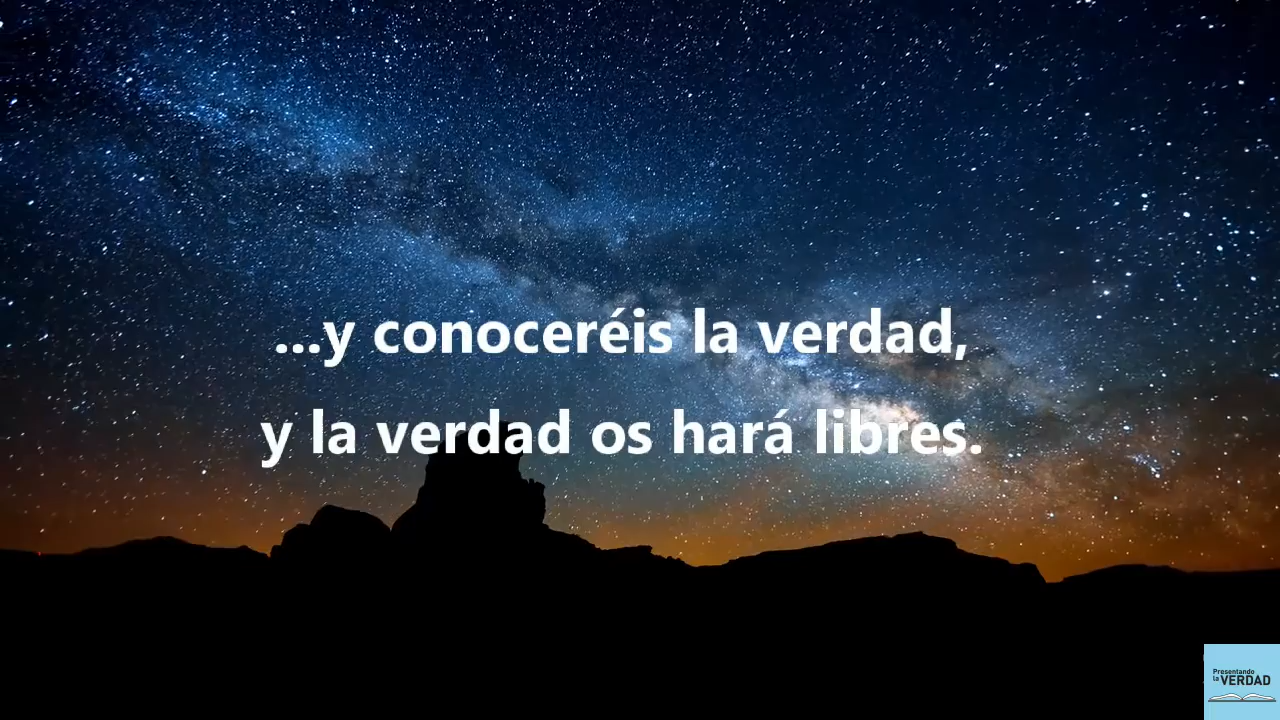 ...y conoceréis la verdad,
y la verdad os hará libres.
Presentando
la VERDAD